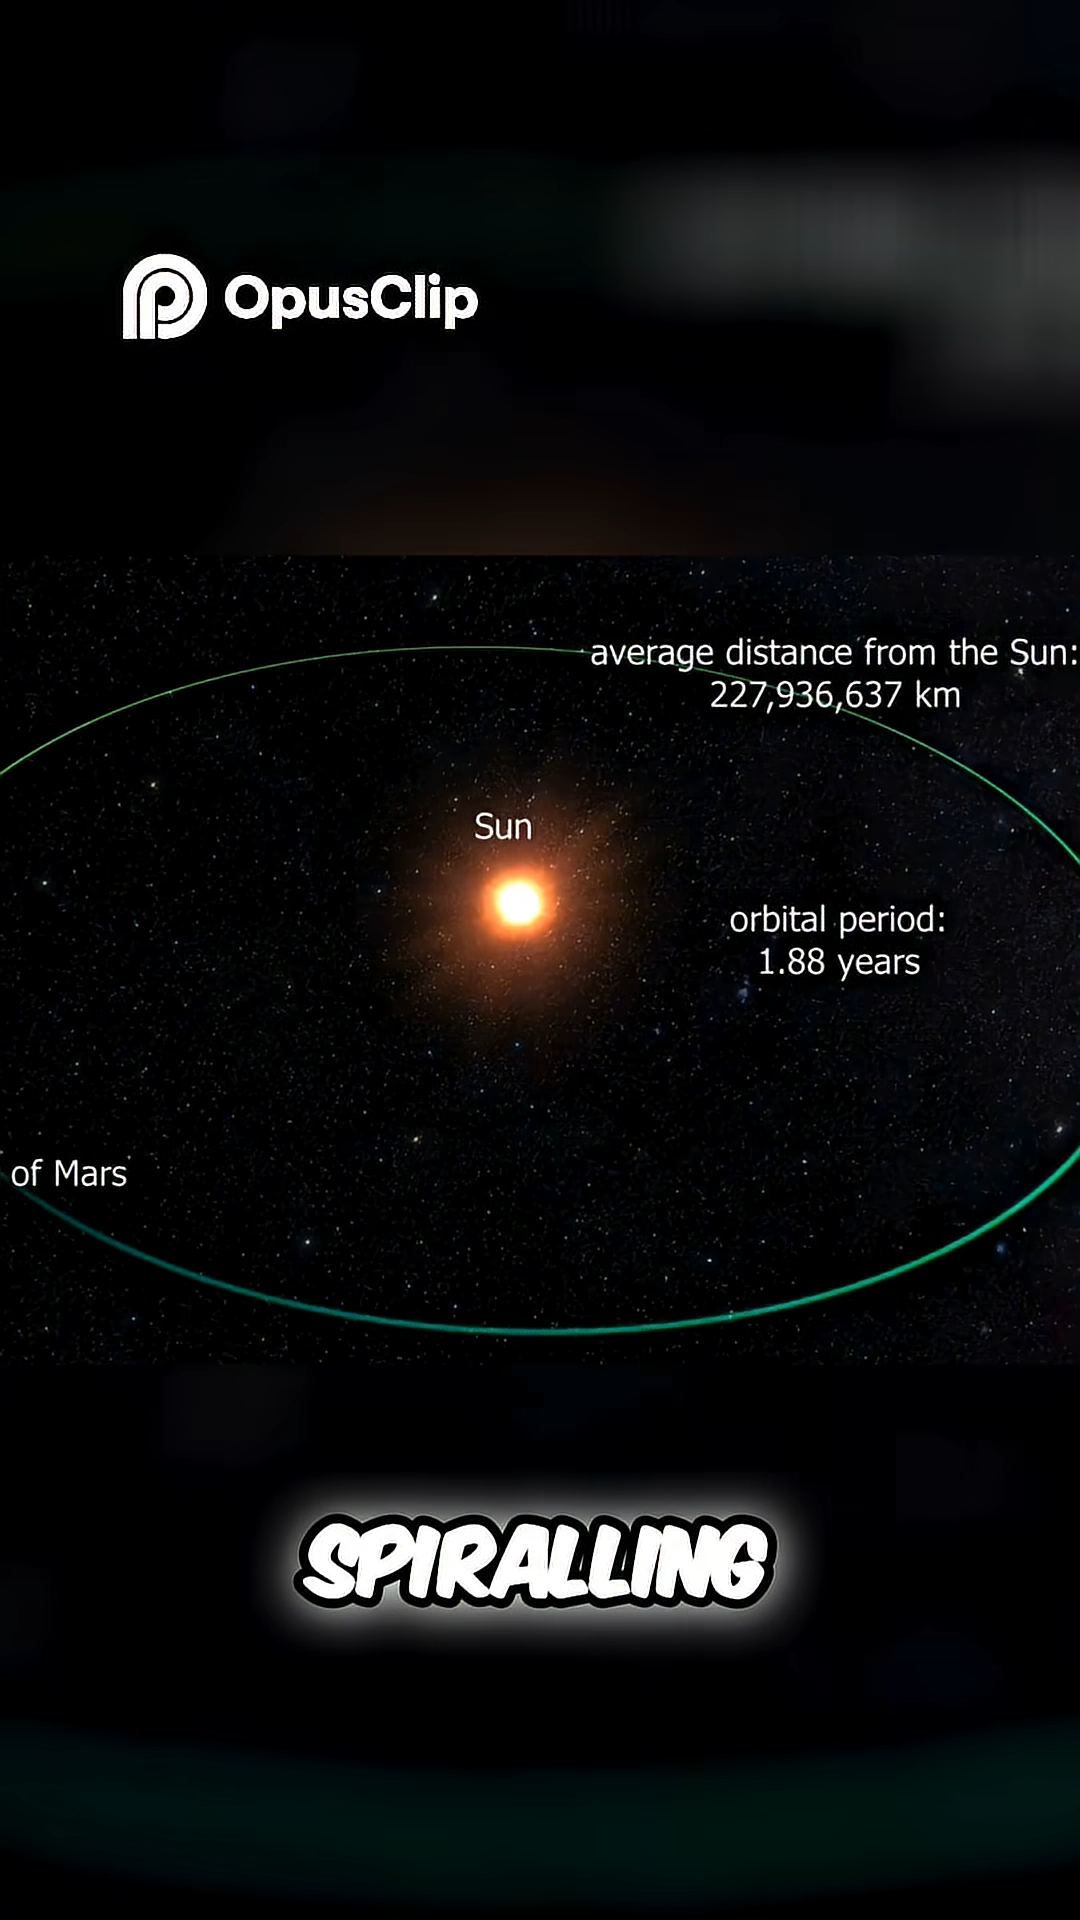 OpusClip
average distance from the Sun:
227,936,637 km
Sun
orbital period:
1.88 years
of Mars
SPIRALLING